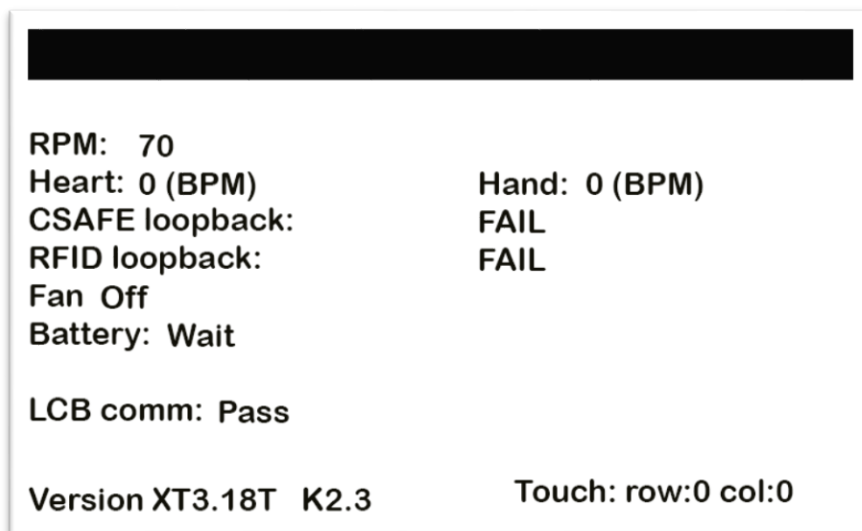 RPM: 70
Heart: 0 (BPM) Hand: 0 (BPM)
CSAFE loopback: FAIL
RFID loopback: FAIL
Fan Off
Battery: Wait
LCB comm: Pass
Version XT3.18T K2.3 Touch: row:0 col:0